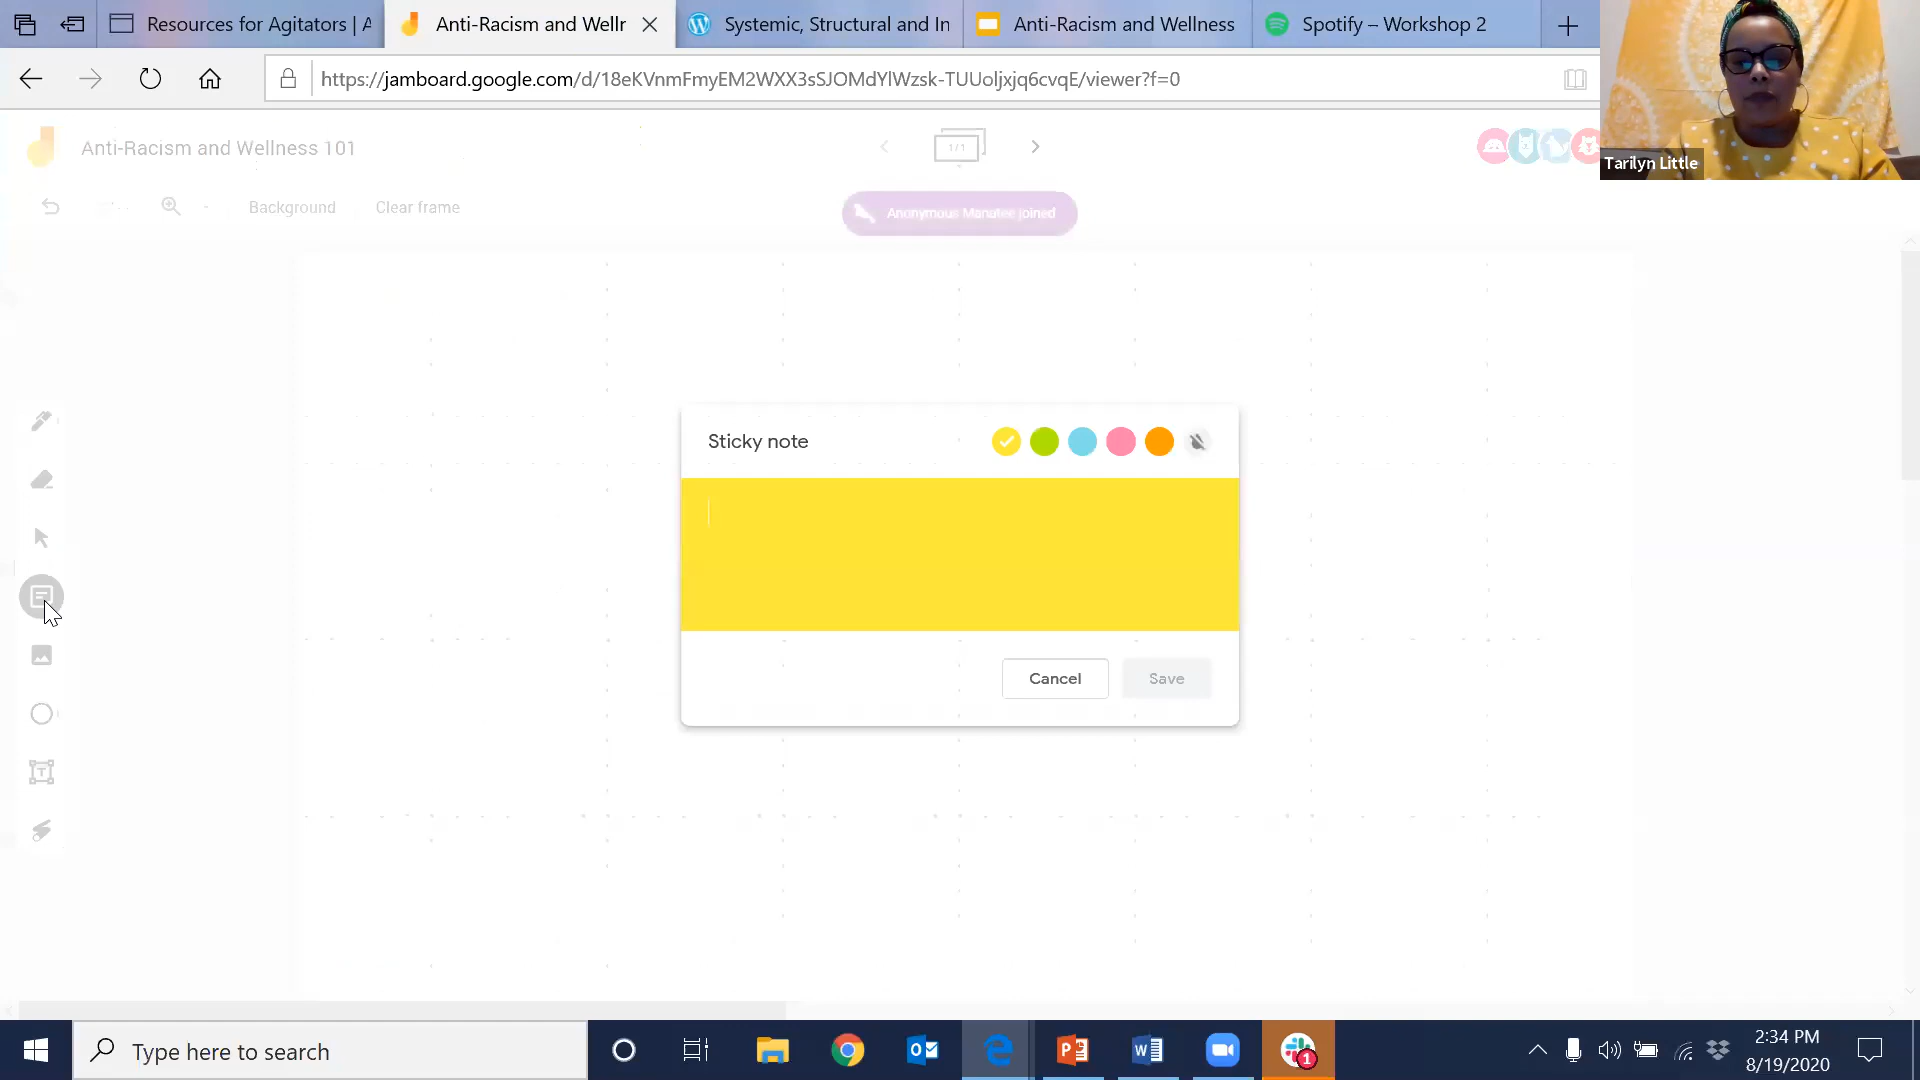 Resources for Agitators | A
Anti-Racism and Wellr
Systemic, Structural and In
Anti-Racism and Wellness
Spotify – Workshop 2
https://jamboard.google.com/d/18eKVnmFmyEM2WXX3sSJOMdYlWzsk-TUUoljxjq6cvqE/viewer?f=0
Tarilyn Little
Anti-Racism and Wellness 101
1/1
Background
Clear frame
Anonymous Manatee joined
Sticky note
Cancel
Save
Type here to search
1
2:34 PM
8/19/2020